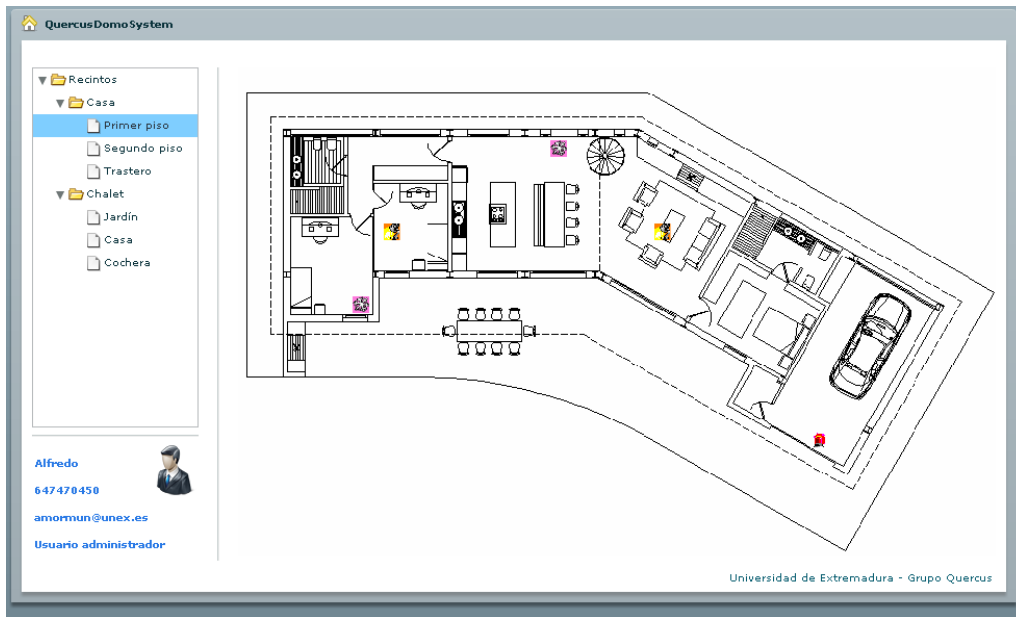 QuercusDomoSystem
Recintos
Casa
Primer piso
Segundo piso
Trastero
Chalet
Jardín
Casa
Cochera
Alfredo
647470450
amormun@unex.es
Usuario administrador
Universidad de Extremadura - Grupo Quercus